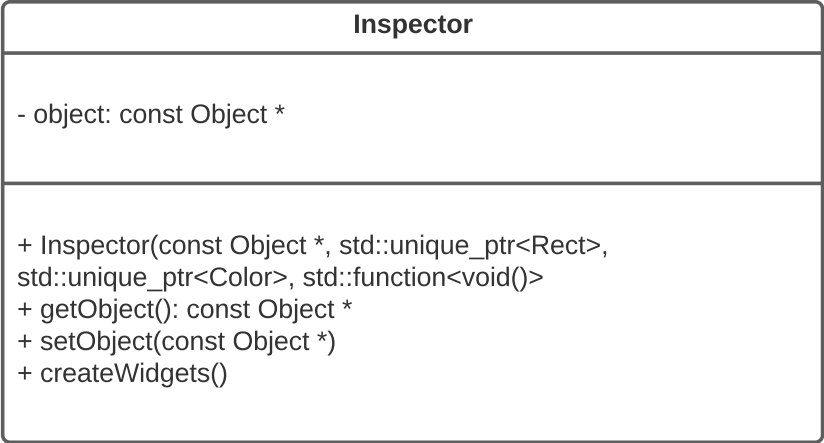 Inspector
- object: const Object *
+ Inspector(const Object *, std::unique_ptr<Rect>,
std::unique_ptr<Color>, std::function<void()>
+ getObject(): const Object *
+ setObject(const Object *)
+ createWidgets()